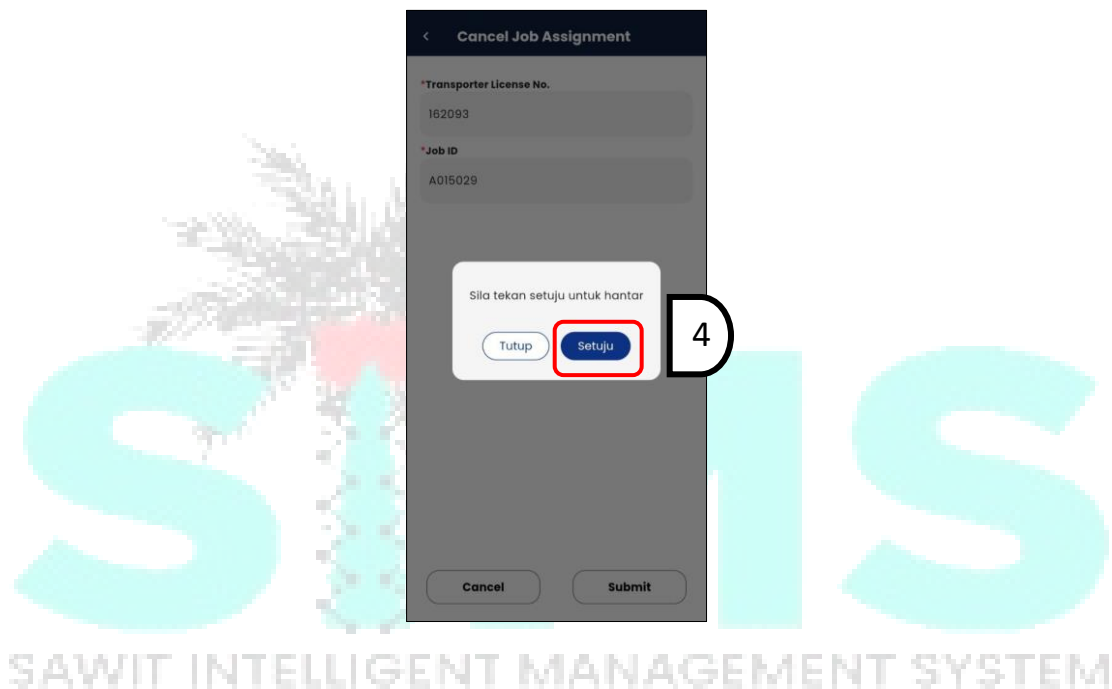 Cancel Job Assignment
*Transporter License No.
162093
*Job ID
A015029
Sila tekan setuju untuk hantar
Tutup
Setuju
4
Cancel
Submit
SIMS
SAWIT INTELLIGENT MANAGEMENT SYSTEM